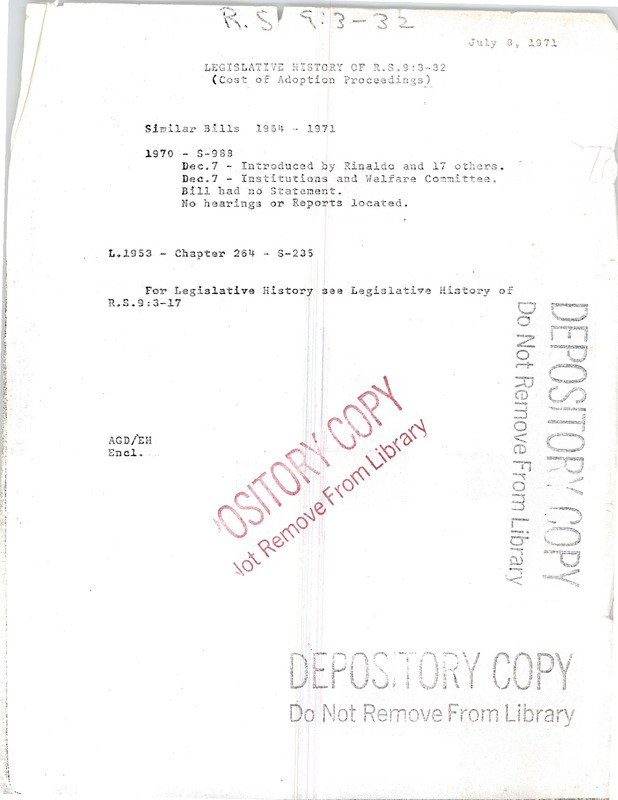 R.S 9:3-32
July 8, 1971
LEGISLATIVE HISTORY OF R.S.9:3-32
(Cost of Adoption Proceedings)
Similar Bills 1964 - 1971
1970 - S-988
Dec.7 - Introduced by Rinaldo and 17 others.
Dec.7 - Institutions and Welfare Committee.
Bill had no Statement.
No hearings or Reports located.
L.1953 - Chapter 264 - S-235
For Legislative History see Legislative History of
R.S.9:3-17
AGD/EH
Encl.
OSITORY COPY
Not Remove From Library
DEPOSITORY COPY
Do Not Remove From Library
DEPOSITORY COPY
Do Not Remove From Library